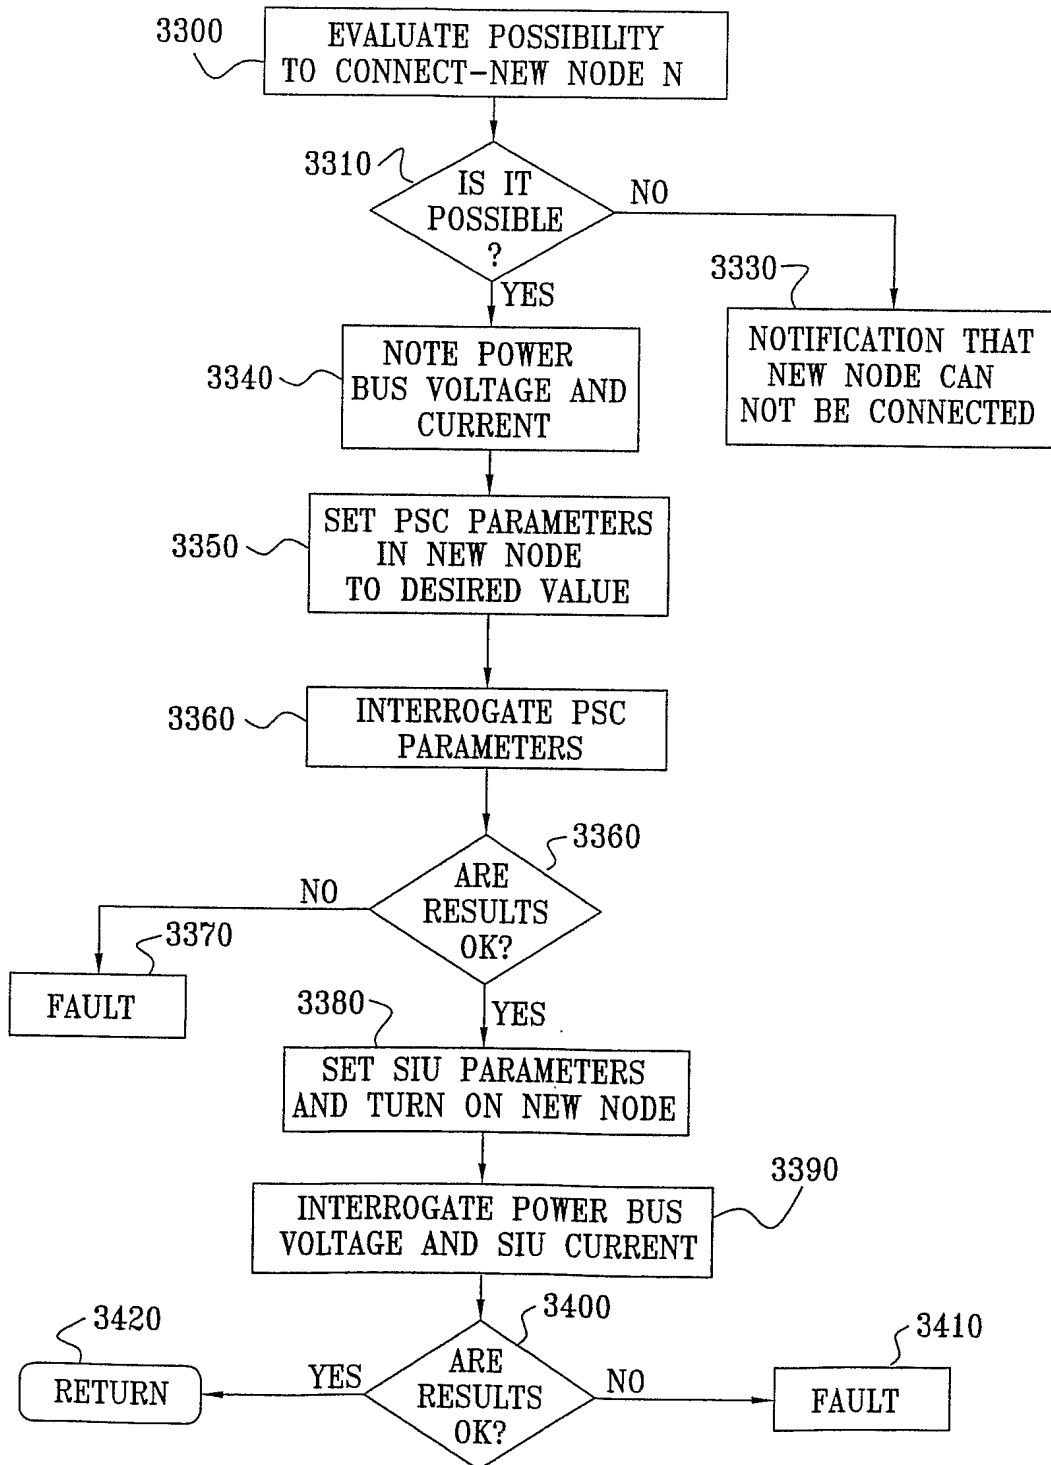 3300
EVALUATE POSSIBILITY
TO CONNECT-NEW NODE N
3310
IS IT
POSSIBLE
?
NO
YES
3330
NOTIFICATION THAT
NEW NODE CAN
NOT BE CONNECTED
3340
NOTE POWER
BUS VOLTAGE AND
CURRENT
3350
SET PSC PARAMETERS
IN NEW NODE
TO DESIRED VALUE
3360
INTERROGATE PSC
PARAMETERS
3360
ARE
RESULTS
OK?
NO
3370
FAULT
YES
3380
SET SIU PARAMETERS
AND TURN ON NEW NODE
3390
INTERROGATE POWER BUS
VOLTAGE AND SIU CURRENT
3400
ARE
RESULTS
OK?
YES
3420
RETURN
NO
3410
FAULT